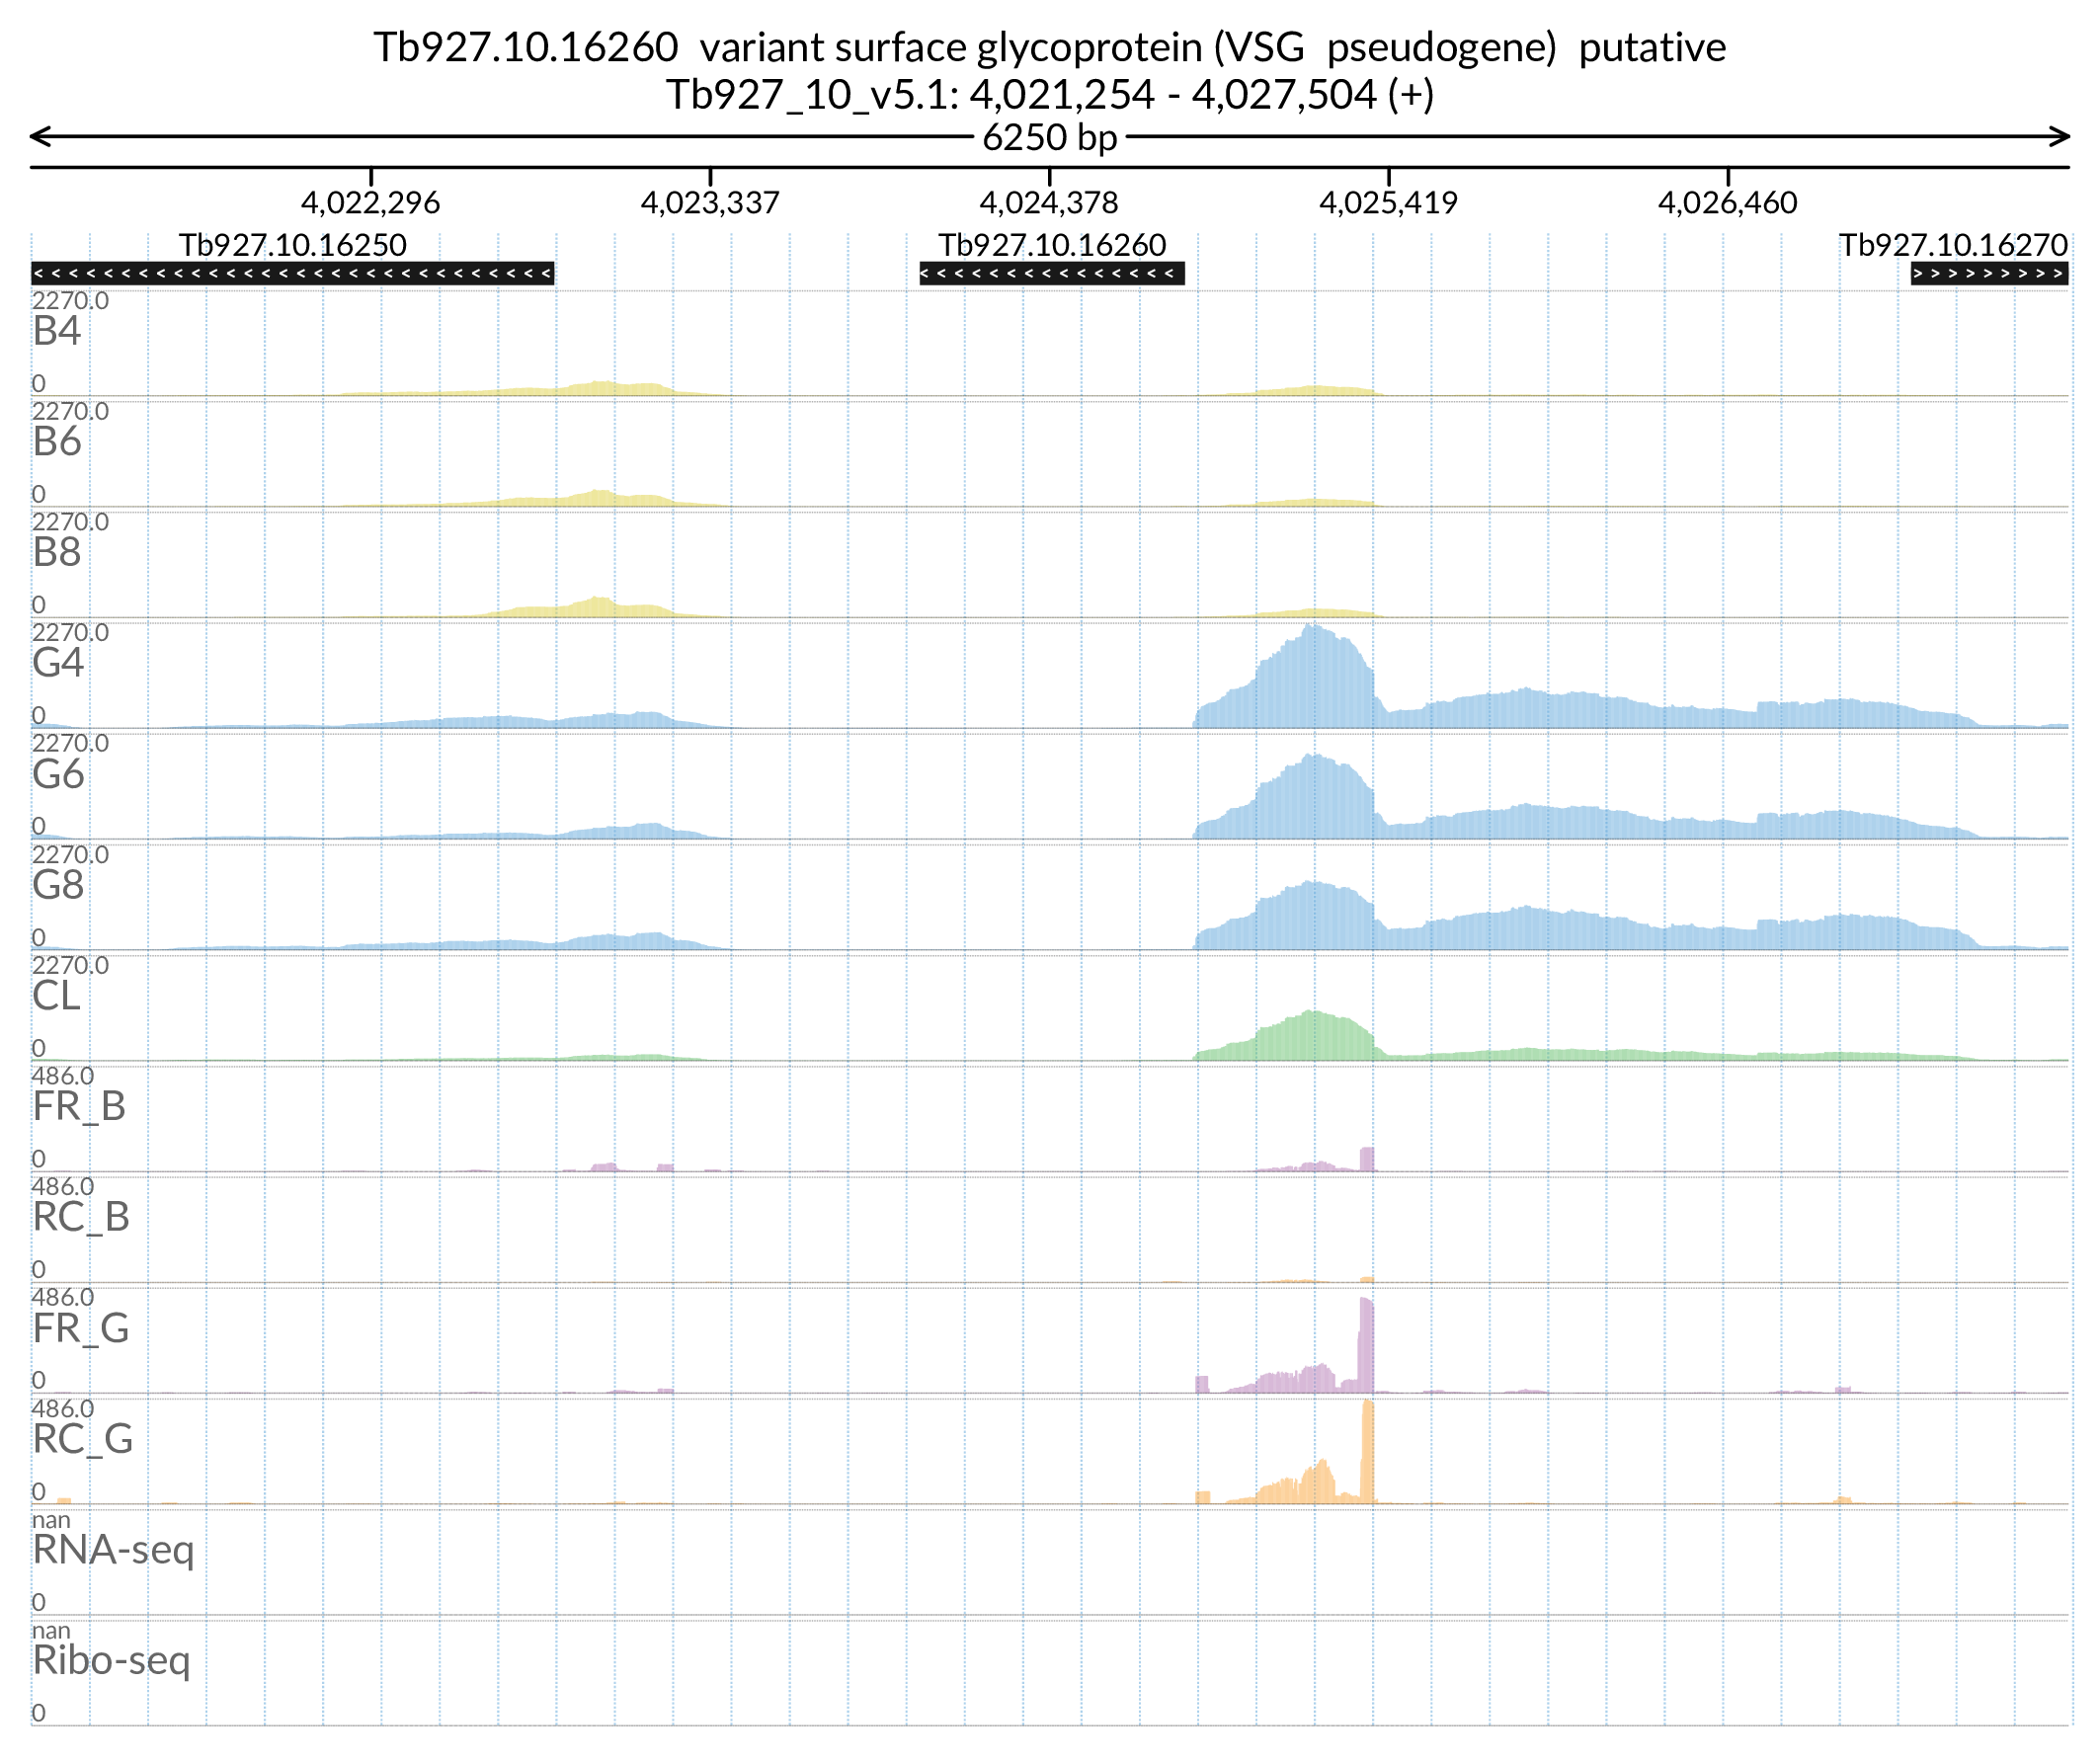 Tb927.10.16260 variant surface glycoprotein (VSG pseudogene) putative
Tb927_10_v5.1: 4,021,254 - 4,027,504 (+)
6250 bp
4,022,296 4,023,337 4,024,378 4,025,419 4,026,460
Tb927.10.16250 Tb927.10.16260 Tb927.10.16270
2270.0
B4
0
2270.0
B6
0
2270.0
B8
0
2270.0
G4
0
2270.0
G6
0
2270.0
G8
0
2270.0
CL
0
486.0
FR_B
0
486.0
RC_B
0
486.0
FR_G
0
486.0
RC_G
0
nan
RNA-seq
0
nan
Ribo-seq
0